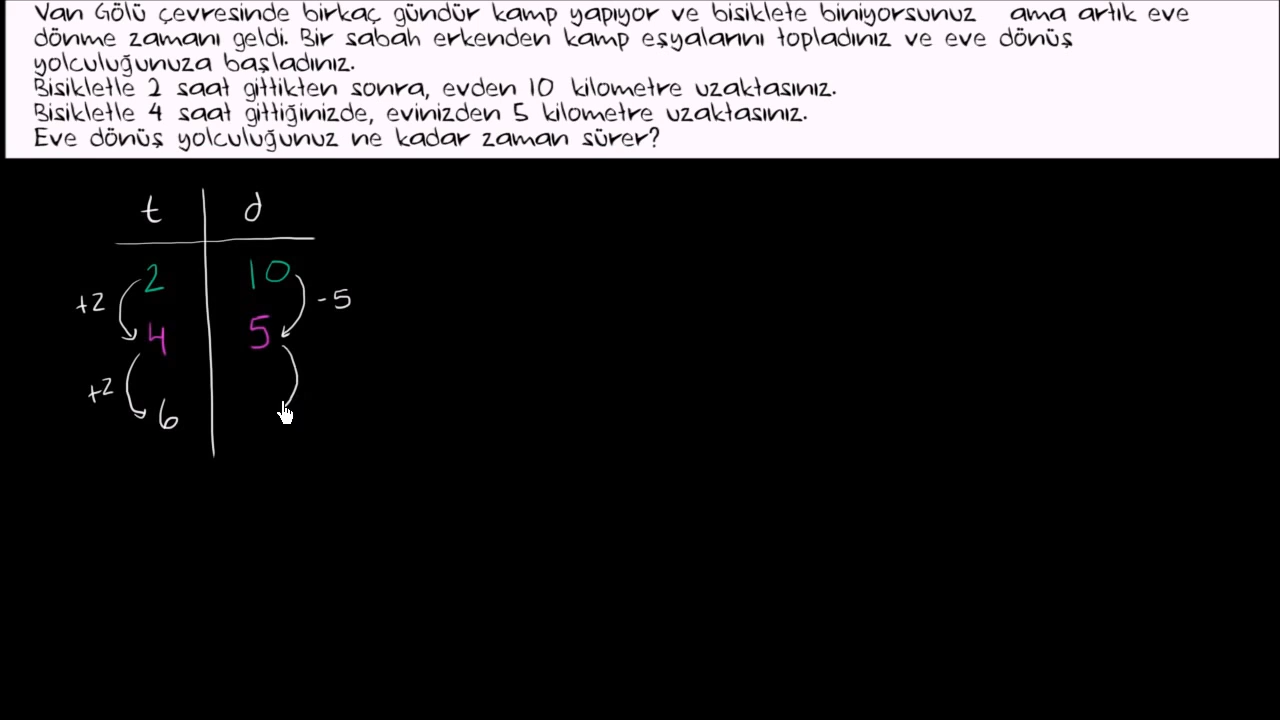 Van Gölü çevresinde birkaç gündür kamp yapıyor ve bisiklete biniyorsunuz ama artık eve
dönme zamanı geldi. Bir sabah erkenden kamp eşyalarını topladınız ve eve dönüş
yolculuğunuza başladınız.
Bisikletle 2 saat gittikten sonra, evden 10 kilometre uzaktasınız.
Bisikletle 4 saat gittiğinizde, evinizden 5 kilometre uzaktasınız.
Eve dönüş yolculuğunuz ne kadar zaman sürer?
t d
2 10
+2 -5
4 5
+2
6